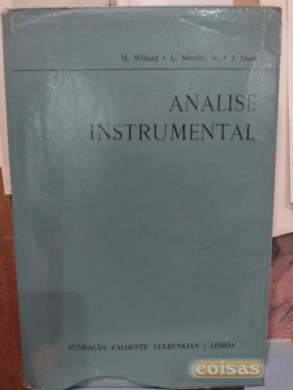 H. Willard • L. Merritt, Jr. • J. Dean
ANÁLISE
INSTRUMENTAL
FUNDAÇÃO CALOUSTE GULBENKIAN / LISBOA
coisas